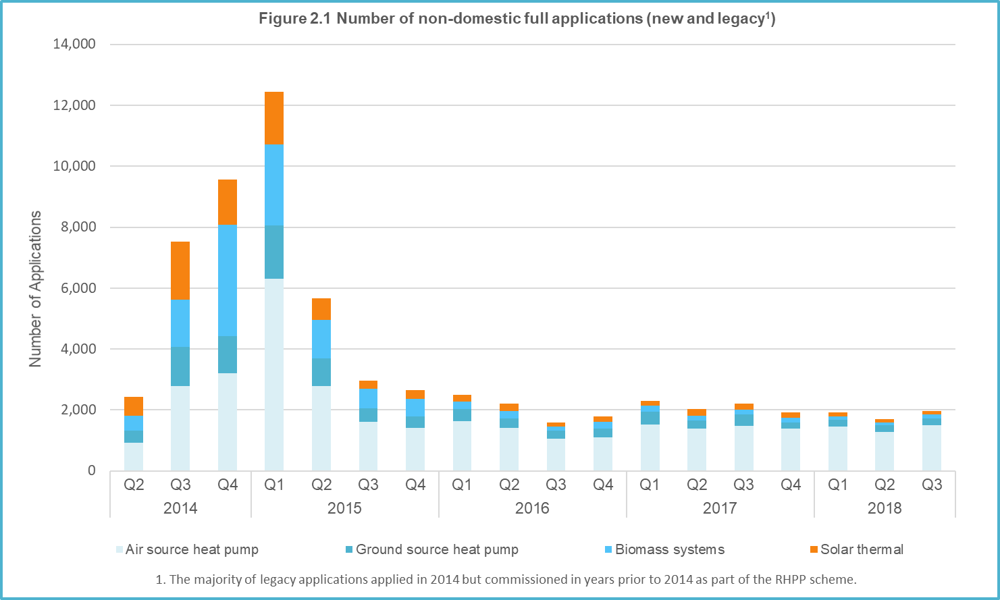 Figure 2.1 Number of non-domestic full applications (new and legacy¹)
14,000
12,000
10,000
8,000
6,000
4,000
2,000
0
Number of Applications
Q2 Q3 Q4 Q1 Q2 Q3 Q4 Q1 Q2 Q3 Q4 Q1 Q2 Q3 Q4 Q1 Q2 Q3
2014 2015 2016 2017 2018
Air source heat pump Ground source heat pump Biomass systems Solar thermal
1. The majority of legacy applications applied in 2014 but commissioned in years prior to 2014 as part of the RHPP scheme.